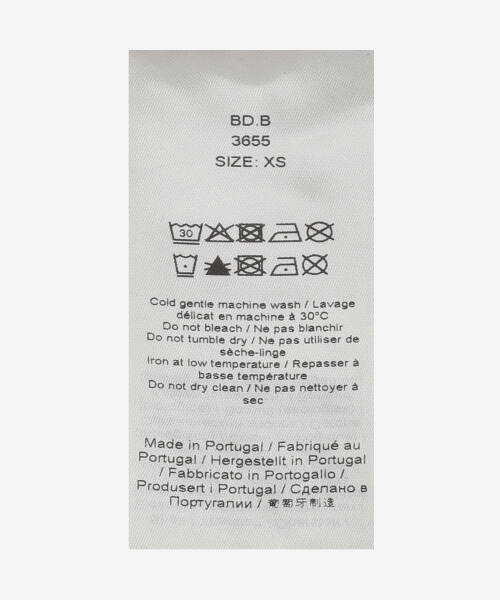 BD.B
3655
SIZE: XS
30
Cold gentle machine wash / Lavage
délicat en machine à 30°C
Do not bleach / Ne pas blanchir
Do not tumble dry / Ne pas utiliser de
sèche-linge
Iron at low temperature / Repasser à
basse température
Do not dry clean / Ne pas nettoyer à
sec
Made in Portugal / Fabriqué au
Portugal / Hergestellt in Portugal
/ Fabbricato in Portogallo /
Produsert i Portugal / Сделано в
Португалии / 葡萄牙制造